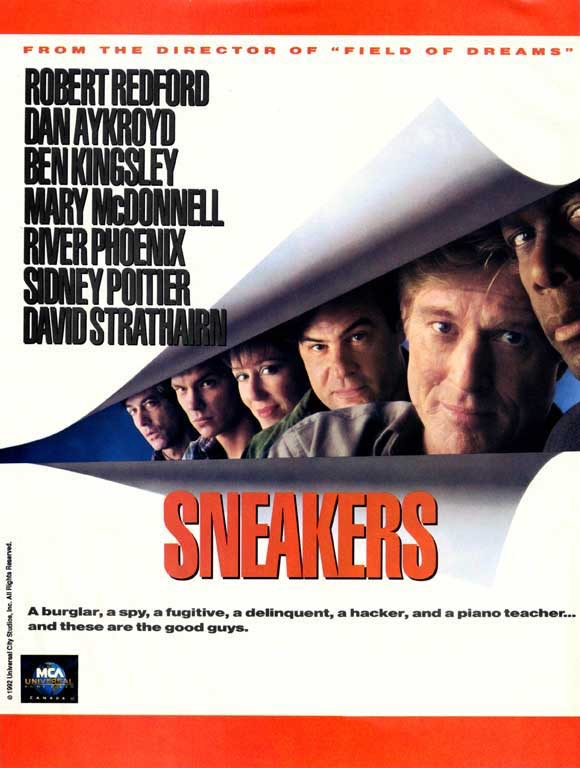 FROM THE DIRECTOR OF "FIELD OF DREAMS"
ROBERT REDFORD
DAN AYKROYD
BEN KINGSLEY
MARY McDONNELL
RIVER PHOENIX
SIDNEY POITIER
DAVID STRATHAIRN
SNEAKERS
A burglar, a spy, a fugitive, a delinquent, a hacker, and a piano teacher...
and these are the good guys.
© 1992 Universal City Studios, Inc. All Rights Reserved.
MCA
UNIVERSAL
HOME VIDEO
CANADA